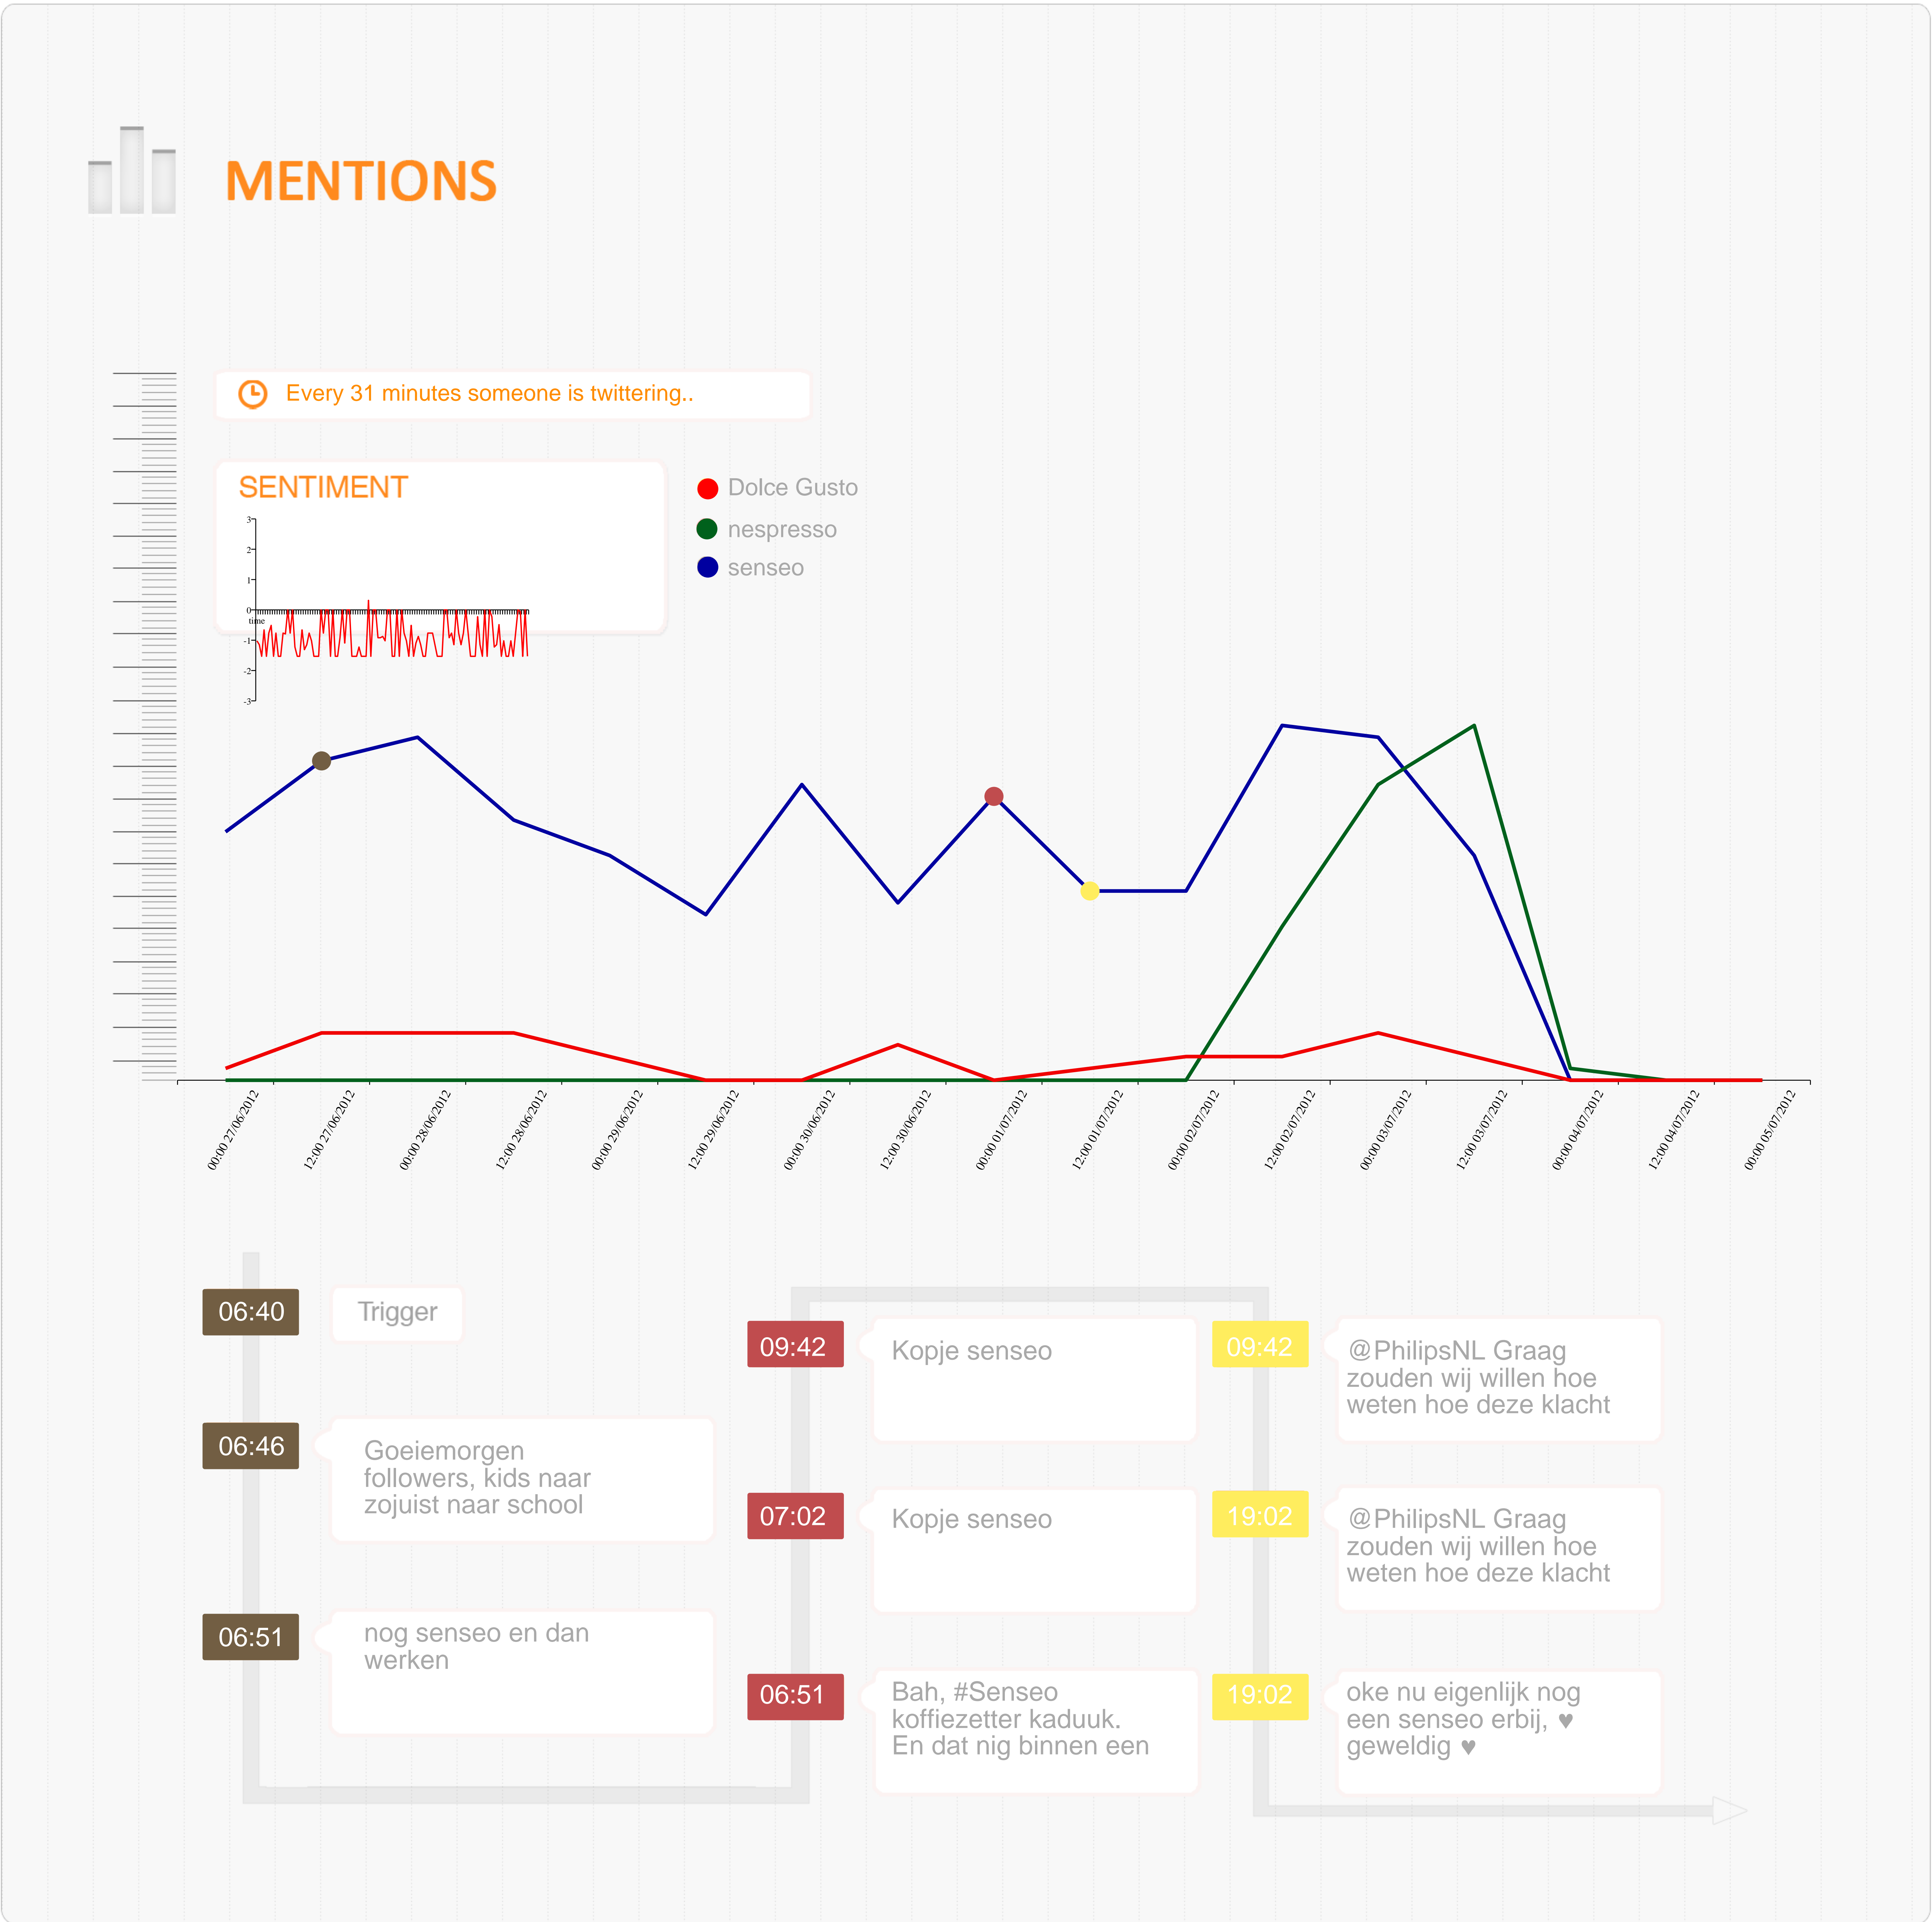 MENTIONS
Every 31 minutes someone is twittering..
SENTIMENT
3
2
1
0
time
-1
-2
-3
Dolce Gusto
nespresso
senseo
00:00 27/06/2012
12:00 27/06/2012
00:00 28/06/2012
12:00 28/06/2012
00:00 29/06/2012
12:00 29/06/2012
00:00 30/06/2012
12:00 30/06/2012
00:00 01/07/2012
12:00 01/07/2012
00:00 02/07/2012
12:00 02/07/2012
00:00 03/07/2012
12:00 03/07/2012
00:00 04/07/2012
12:00 04/07/2012
00:00 05/07/2012
06:40
Trigger
06:46
Goeiemorgen
followers, kids naar
zojuist naar school
06:51
nog senseo en dan
werken
09:42
Kopje senseo
07:02
Kopje senseo
06:51
Bah, #Senseo
koffiezetter kaduuk.
En dat nig binnen een
09:42
@PhilipsNL Graag
zouden wij willen hoe
weten hoe deze klacht
19:02
@PhilipsNL Graag
zouden wij willen hoe
weten hoe deze klacht
19:02
oke nu eigenlijk nog
een senseo erbij, ♥
geweldig ♥